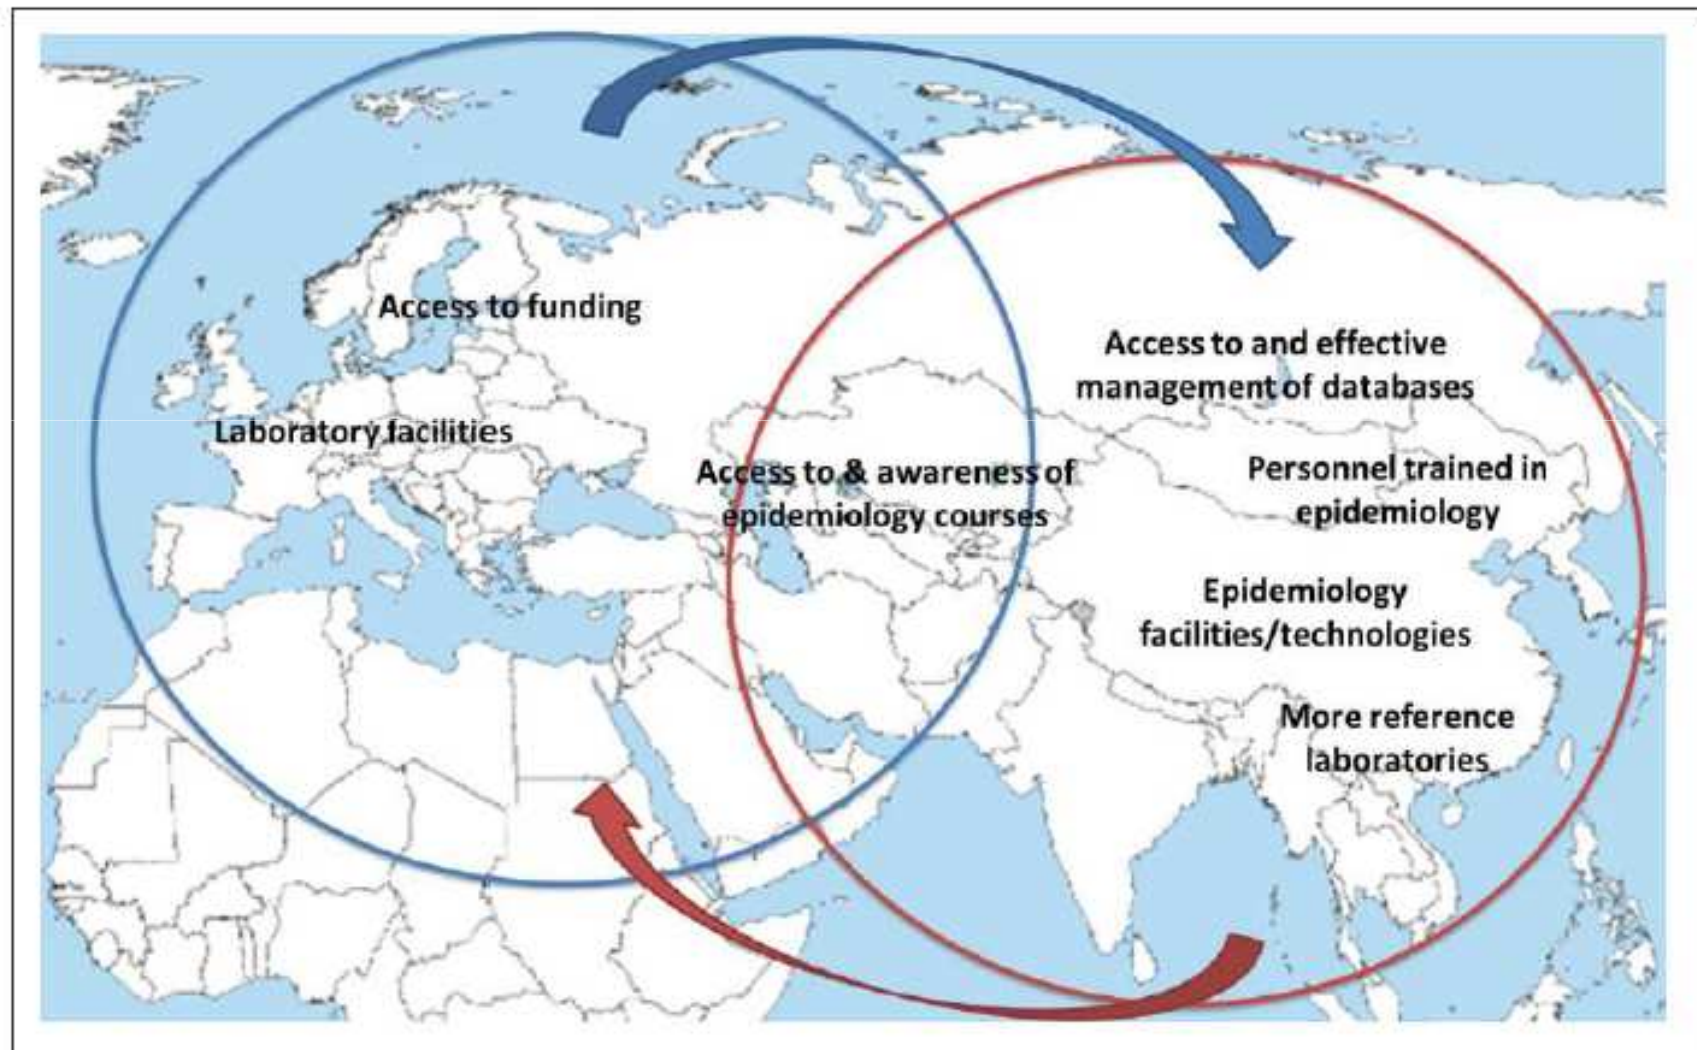 Access to funding
Laboratory facilities
Access to & awareness of
epidemiology courses
Access to and effective
management of databases
Personnel trained in
epidemiology
Epidemiology
facilities/technologies
More reference
laboratories